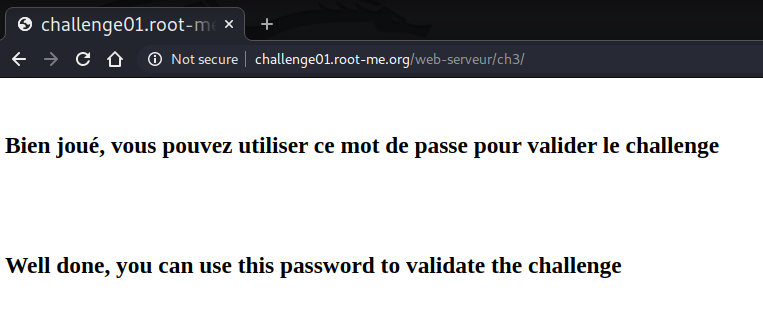 challenge01.root-me
Not secure challenge01.root-me.org/web-serveur/ch3/
Bien joué, vous pouvez utiliser ce mot de passe pour valider le challenge
Well done, you can use this password to validate the challenge